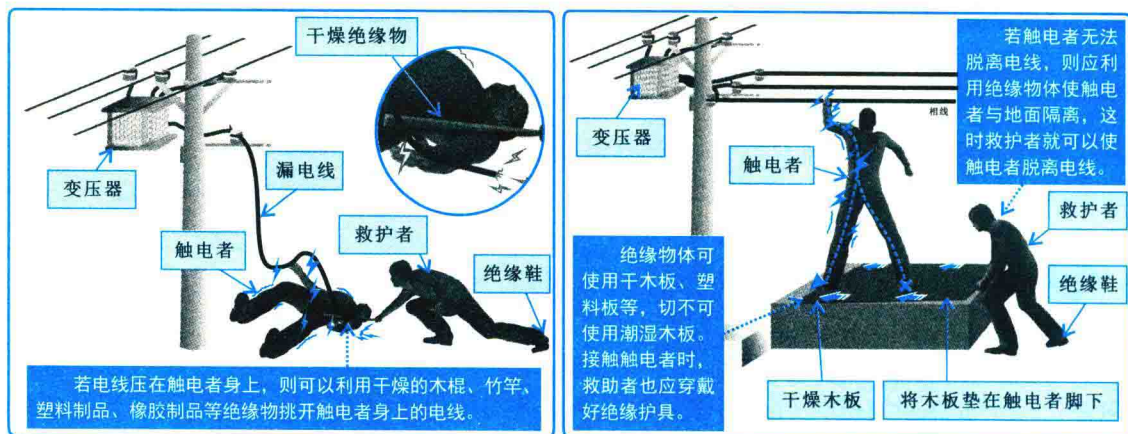 干燥绝缘物
变压器
漏电线
触电者
救护者
绝缘鞋
若电线压在触电者身上，则可以利用干燥的木棍、竹竿、
塑料制品、橡胶制品等绝缘物挑开触电者身上的电线。
若触电者无法
脱离电线，则应利
用绝缘物体使触电
者与地面隔离，这
时救护者就可以使
触电者脱离电线。
变压器
相线
触电者
救护者
绝缘物体可
使用干木板、塑
料板等，切不可
使用潮湿木板。
接触触电者时，
救助者也应穿戴
好绝缘护具。
绝缘鞋
干燥木板
将木板垫在触电者脚下